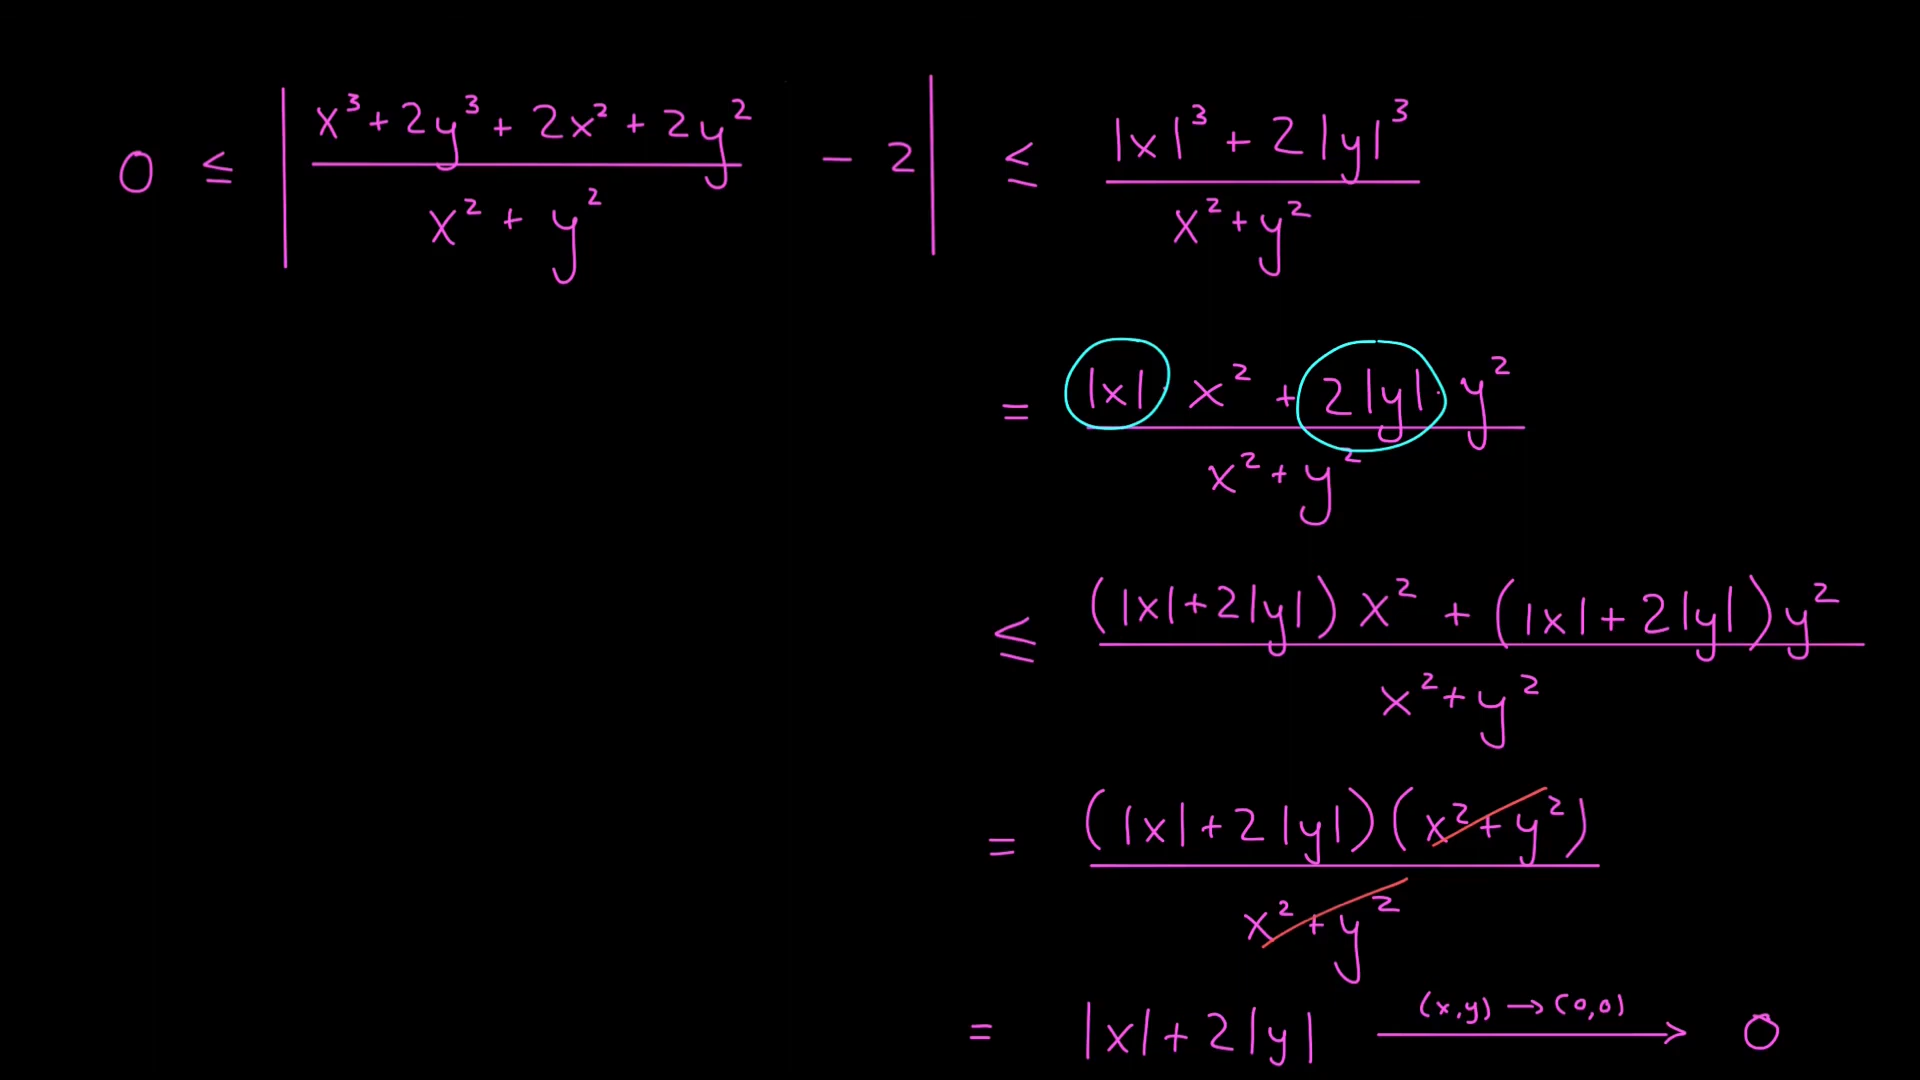 0 ≤ | (x³ + 2y³ + 2x² + 2y²) / (x² + y²) − 2 | ≤ (|x|³ + 2|y|³) / (x² + y²)
= (|x| x² + 2|y|· y²) / (x² + y²)
≤ ((|x| + 2|y|) x² + (|x| + 2|y|) y²) / (x² + y²)
= ((|x| + 2|y|)(x² + y²)) / (x² + y²)
= |x| + 2|y| (x,y) → (0,0) ⟶ 0